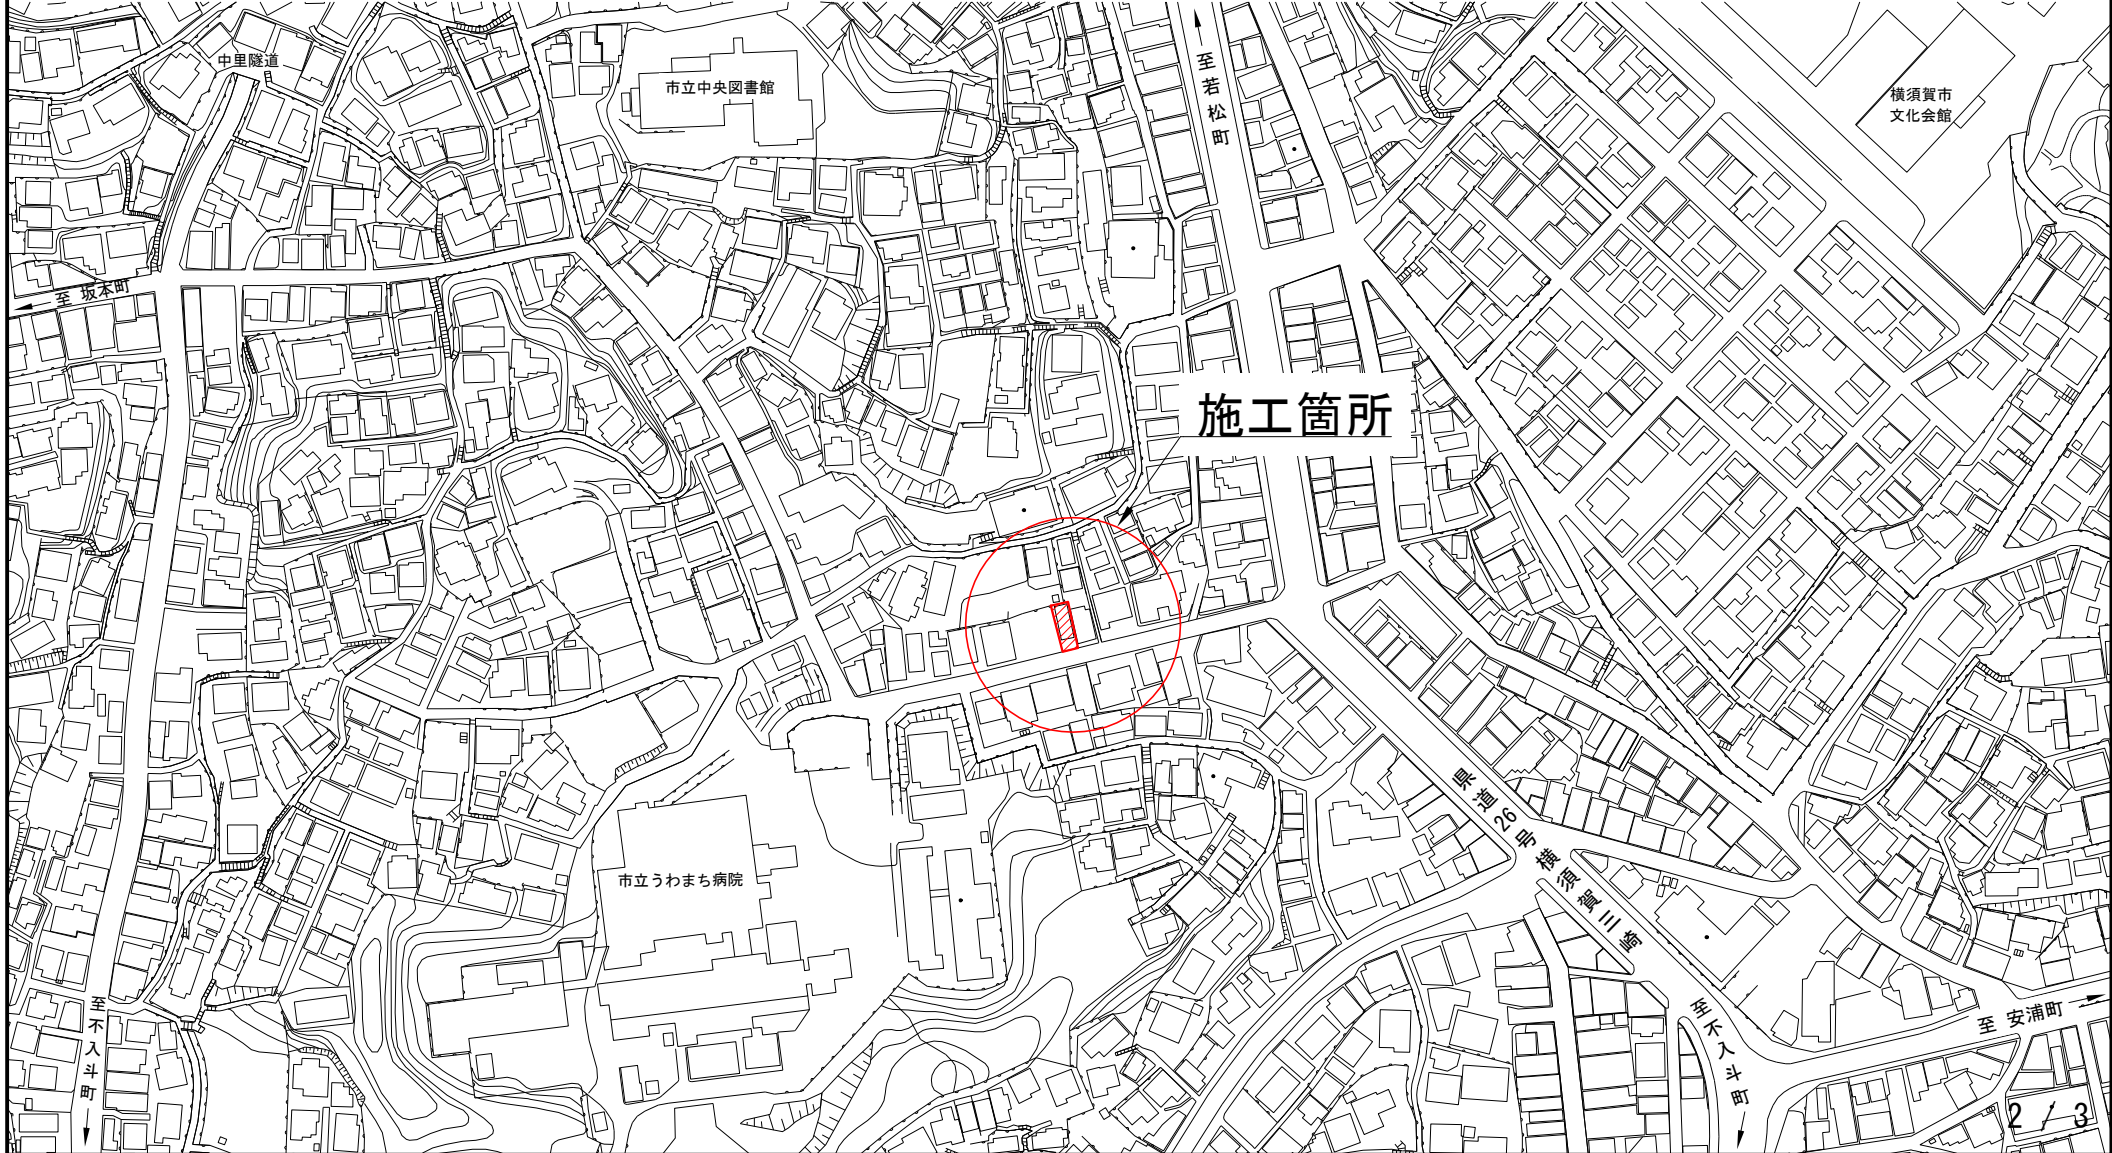 中里隧道
市立中央図書館
至若松町
横須賀市
文化会館
至 坂本町
施工箇所
県道26号横須賀三崎
市立うわまち病院
至不入斗町
至不入斗町
至 安浦町
2 / 3